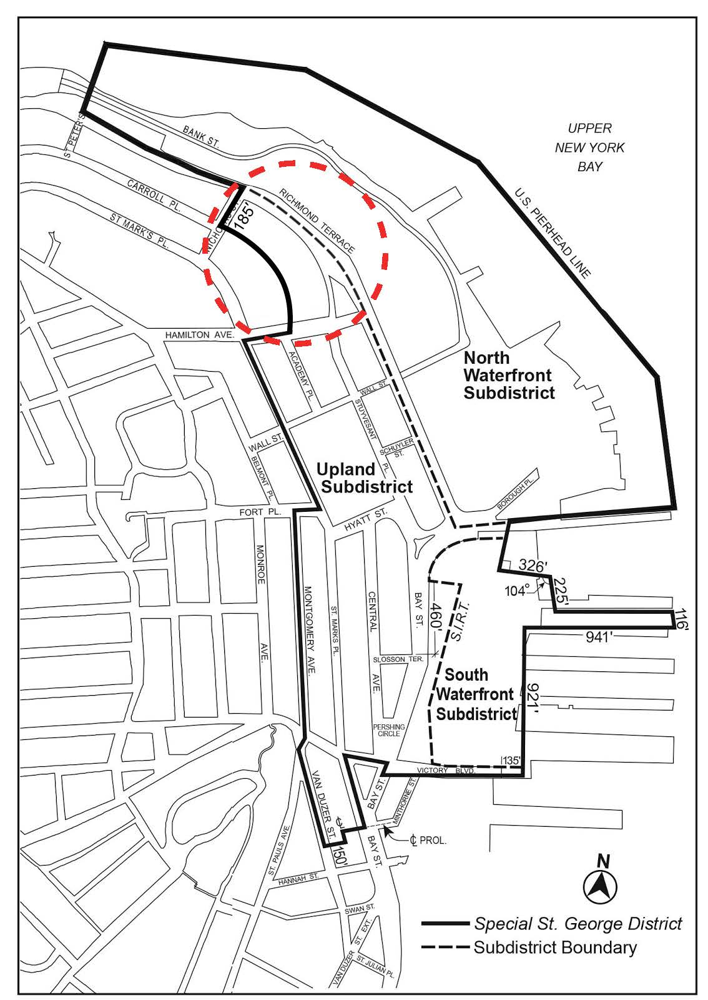 UPPER
NEW YORK
BAY
U.S. PIERHEAD LINE
ST PETER'S
BANK ST.
CARROLL PL.
ST MARK'S PL.
RICHMOND TERRACE
185'
HAMILTON AVE.
ACADEMY PL.
WALL ST.
STUYVESANT
PL.
SCHUYLER
ST.
North
Waterfront
Subdistrict
WALL ST.
BELMONT PL.
Upland
Subdistrict
BOROUGH PL.
FORT PL.
HYATT ST.
MONROE
AVE.
MONTGOMERY AVE.
ST. MARKS PL.
CENTRAL
AVE.
BAY ST.
460'
S.I.R.T.
326'
104°
225'
116'
941'
921'
SLOSSON TER.
South
Waterfront
Subdistrict
PERSHING
CIRCLE
135'
VICTORY BLVD.
VAN DUZER ST.
BAY ST.
MINTHORNE ST.
℄
℄ PROL.
BAY ST.
150'
ST. PAULS AVE.
HANNAH ST.
SWAN ST.
VAN DUZER ST. EXT.
ST. JULIAN PL.
N
Special St. George District
Subdistrict Boundary